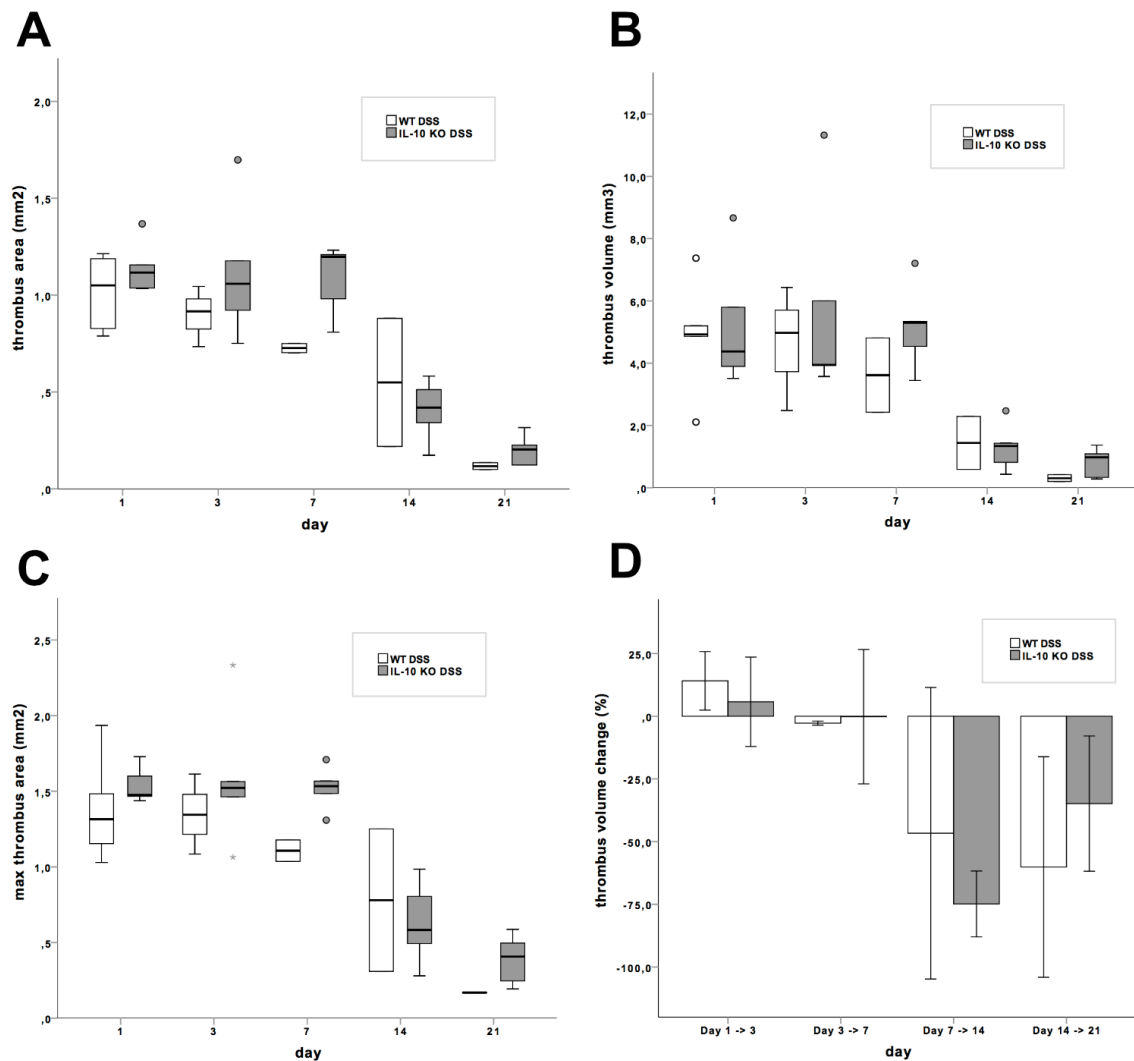 A
thrombus area (mm2)
2,0
1,5
1,0
,5
,0
WT DSS
IL-10 KO DSS
1 3 7 14 21
day
B
thrombus volume (mm3)
12,0
10,0
8,0
6,0
4,0
2,0
,0
WT DSS
IL-10 KO DSS
1 3 7 14 21
day
C
max thrombus area (mm2)
2,5
2,0
1,5
1,0
,5
,0
WT DSS
IL-10 KO DSS
1 3 7 14 21
day
D
thrombus volume change (%)
25,0
,0
-25,0
-50,0
-75,0
-100,0
WT DSS
IL-10 KO DSS
Day 1 -> 3 Day 3 -> 7 Day 7 -> 14 Day 14 -> 21
day